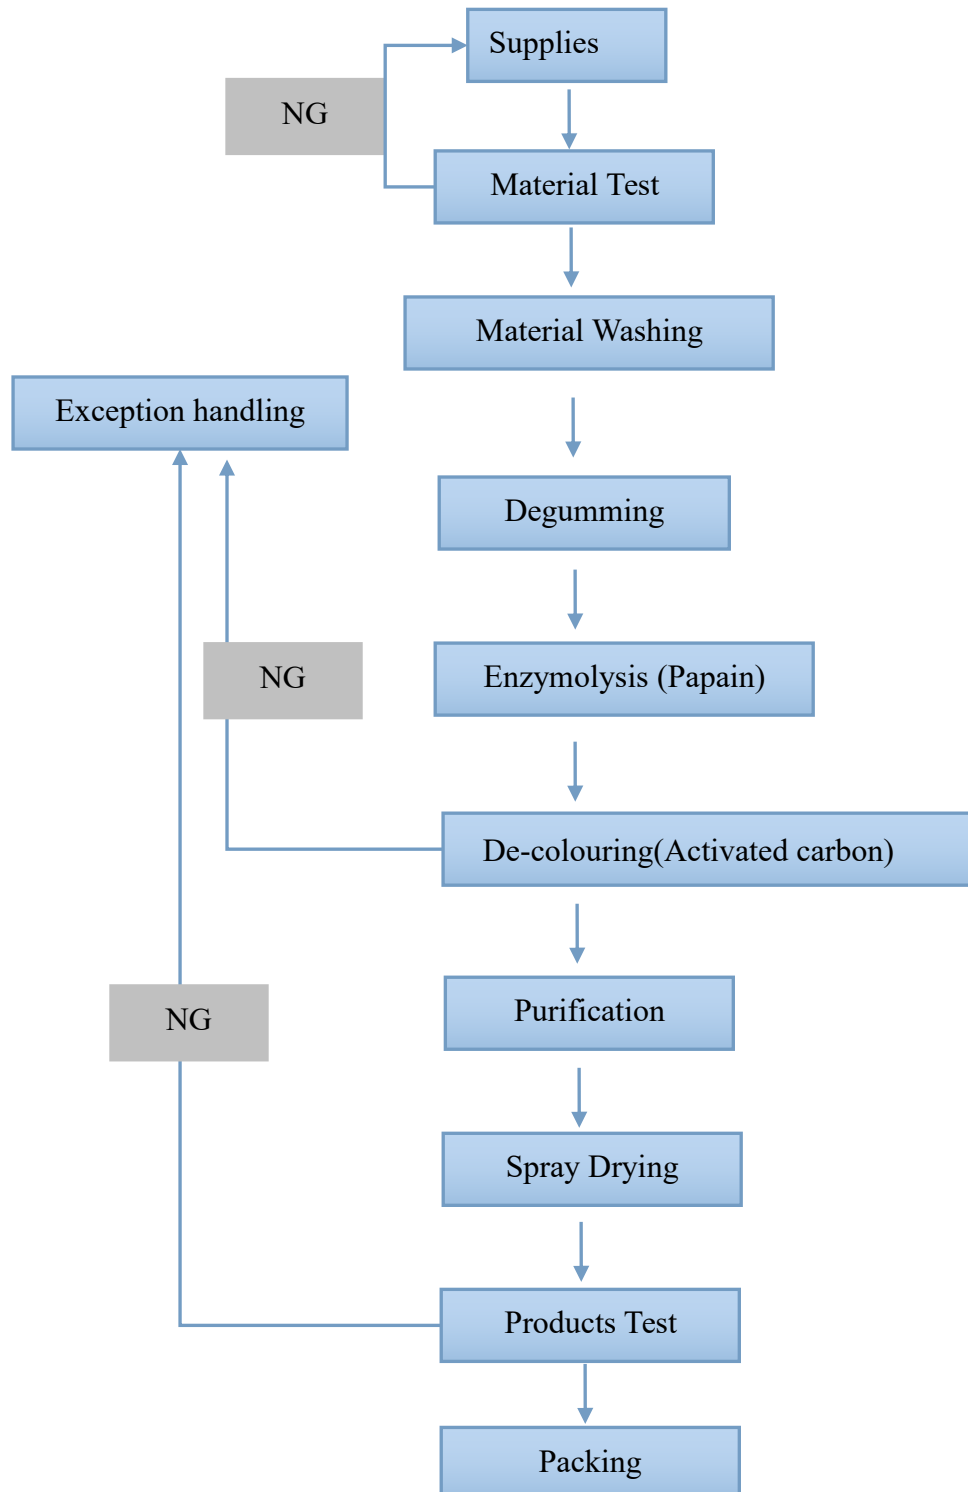 Supplies
NG
Material Test
Material Washing
Exception handling
Degumming
Enzymolysis (Papain)
NG
De-colouring(Activated carbon)
Purification
NG
Spray Drying
Products Test
Packing